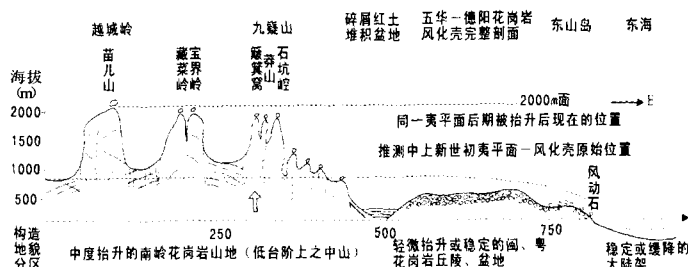 越城岭
九嶷山
碎屑红土
堆积盆地
五华一德阳花岗岩
风化壳完整剖面
东山岛
东海
苗儿山
藏菜岭
宝界岭
簸箕窝
莽山
石坑崆
海拔
(m)
2000
1500
1000
500
2000m面
E
同一夷平面后期被抬升后现在的位置
推测中上新世初夷平面一风化壳原始位置
风动石
250
500
750
构造
地貌
分区
中度抬升的南岭花岗岩山地(低台阶上之中山)
轻微抬升或稳定的闽、粤
花岗岩丘陵、盆地
稳定或缓降的
大陆架